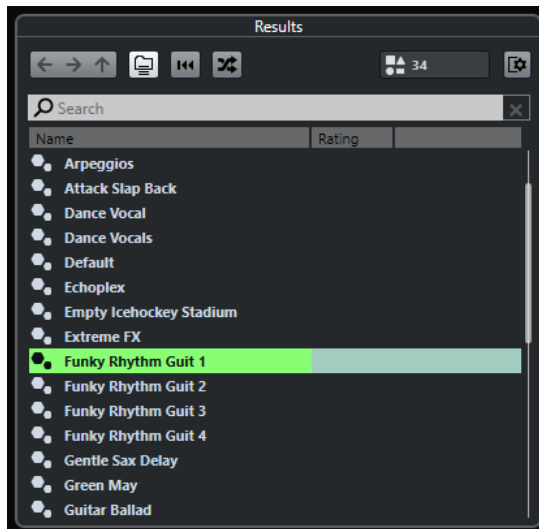 Results
34
Search
Name Rating
Arpeggios
Attack Slap Back
Dance Vocal
Dance Vocals
Default
Echoplex
Empty Icehockey Stadium
Extreme FX
Funky Rhythm Guit 1
Funky Rhythm Guit 2
Funky Rhythm Guit 3
Funky Rhythm Guit 4
Gentle Sax Delay
Green May
Guitar Ballad